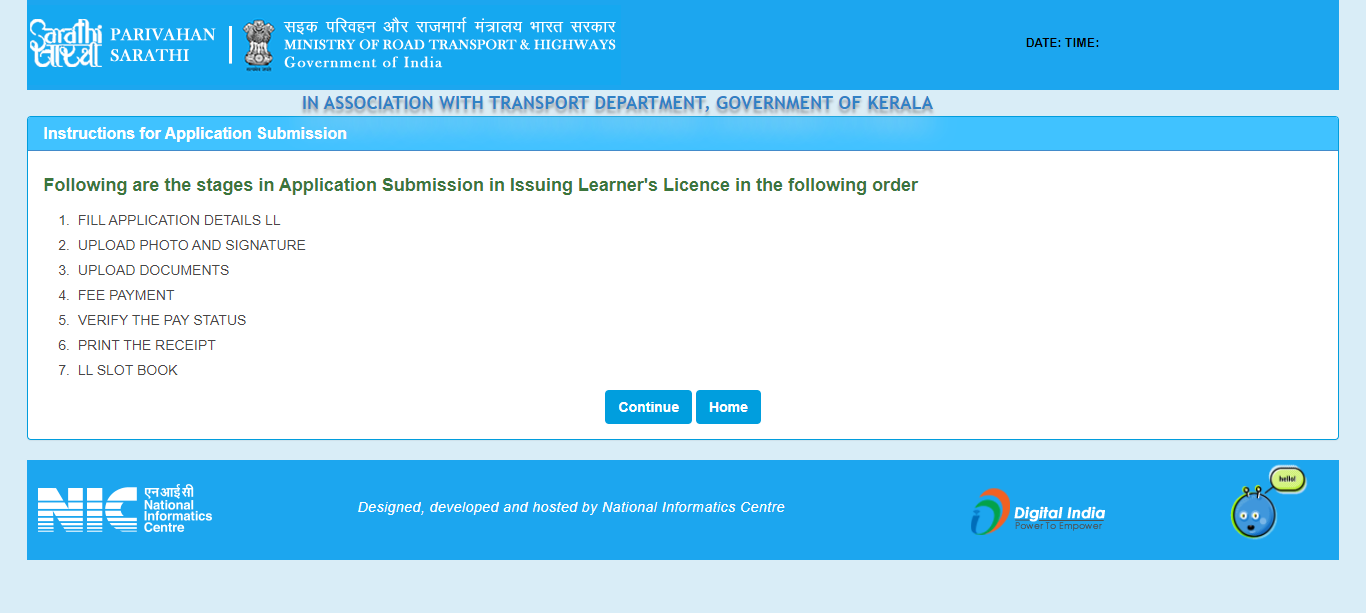 Sarathi
सारथी
PARIVAHAN
SARATHI
सड़क परिवहन और राजमार्ग मंत्रालय भारत सरकार
MINISTRY OF ROAD TRANSPORT & HIGHWAYS
Government of India
DATE: TIME:
IN ASSOCIATION WITH TRANSPORT DEPARTMENT, GOVERNMENT OF KERALA
Instructions for Application Submission
Following are the stages in Application Submission in Issuing Learner's Licence in the following order
1. FILL APPLICATION DETAILS LL
2. UPLOAD PHOTO AND SIGNATURE
3. UPLOAD DOCUMENTS
4. FEE PAYMENT
5. VERIFY THE PAY STATUS
6. PRINT THE RECEIPT
7. LL SLOT BOOK
Continue Home
NIC
एन आई सी
National
Informatics
Centre
Designed, developed and hosted by National Informatics Centre
Digital India
Power To Empower
hello!